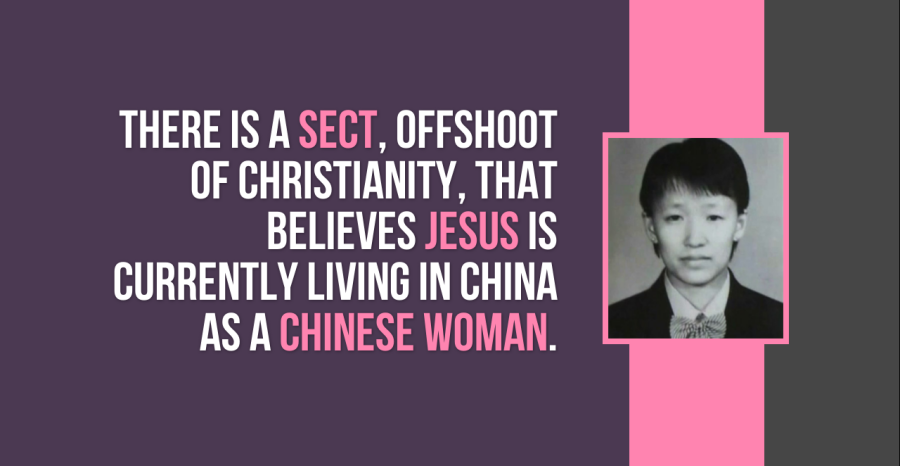 THERE IS A SECT, OFFSHOOT
OF CHRISTIANITY, THAT
BELIEVES JESUS IS
CURRENTLY LIVING IN CHINA
AS A CHINESE WOMAN.